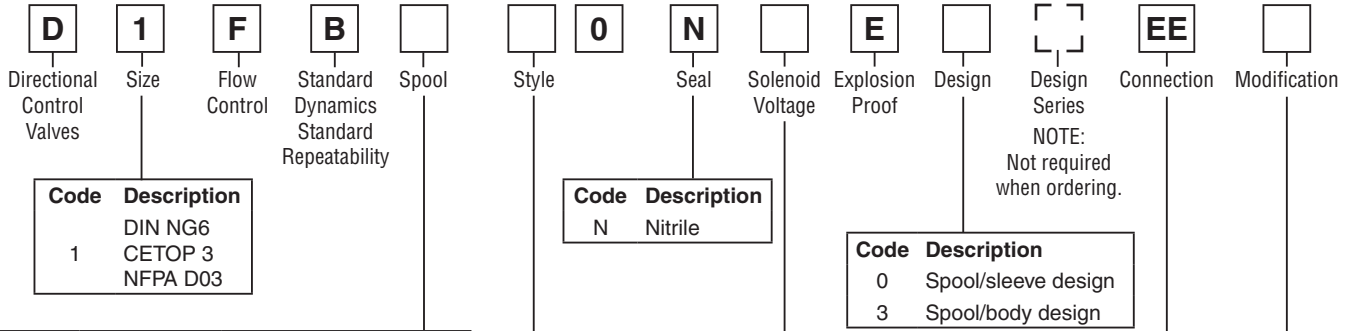 D 1 F B 0 N E EE
Directional Control Valves
Size
Flow Control
Standard Dynamics Standard Repeatability
Spool
Style
Seal
Solenoid Voltage
Explosion Proof
Design
Design Series
NOTE:
Not required
when ordering.
Connection
Modification
Code Description
DIN NG6
1 CETOP 3
NFPA D03
Code Description
N Nitrile
Code Description
0 Spool/sleeve design
3 Spool/body design